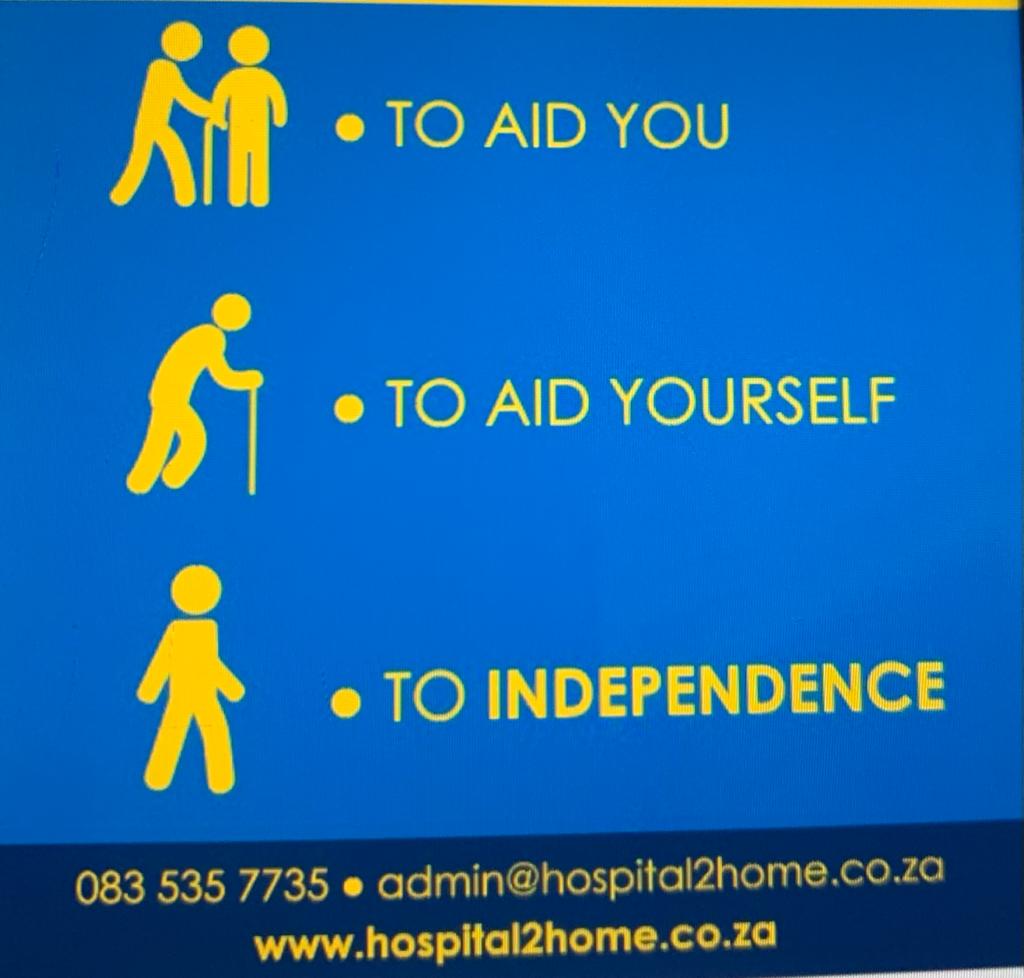 • TO AID YOU
• TO AID YOURSELF
• TO INDEPENDENCE
083 535 7735 • admin@hospital2home.co.za
www.hospital2home.co.za